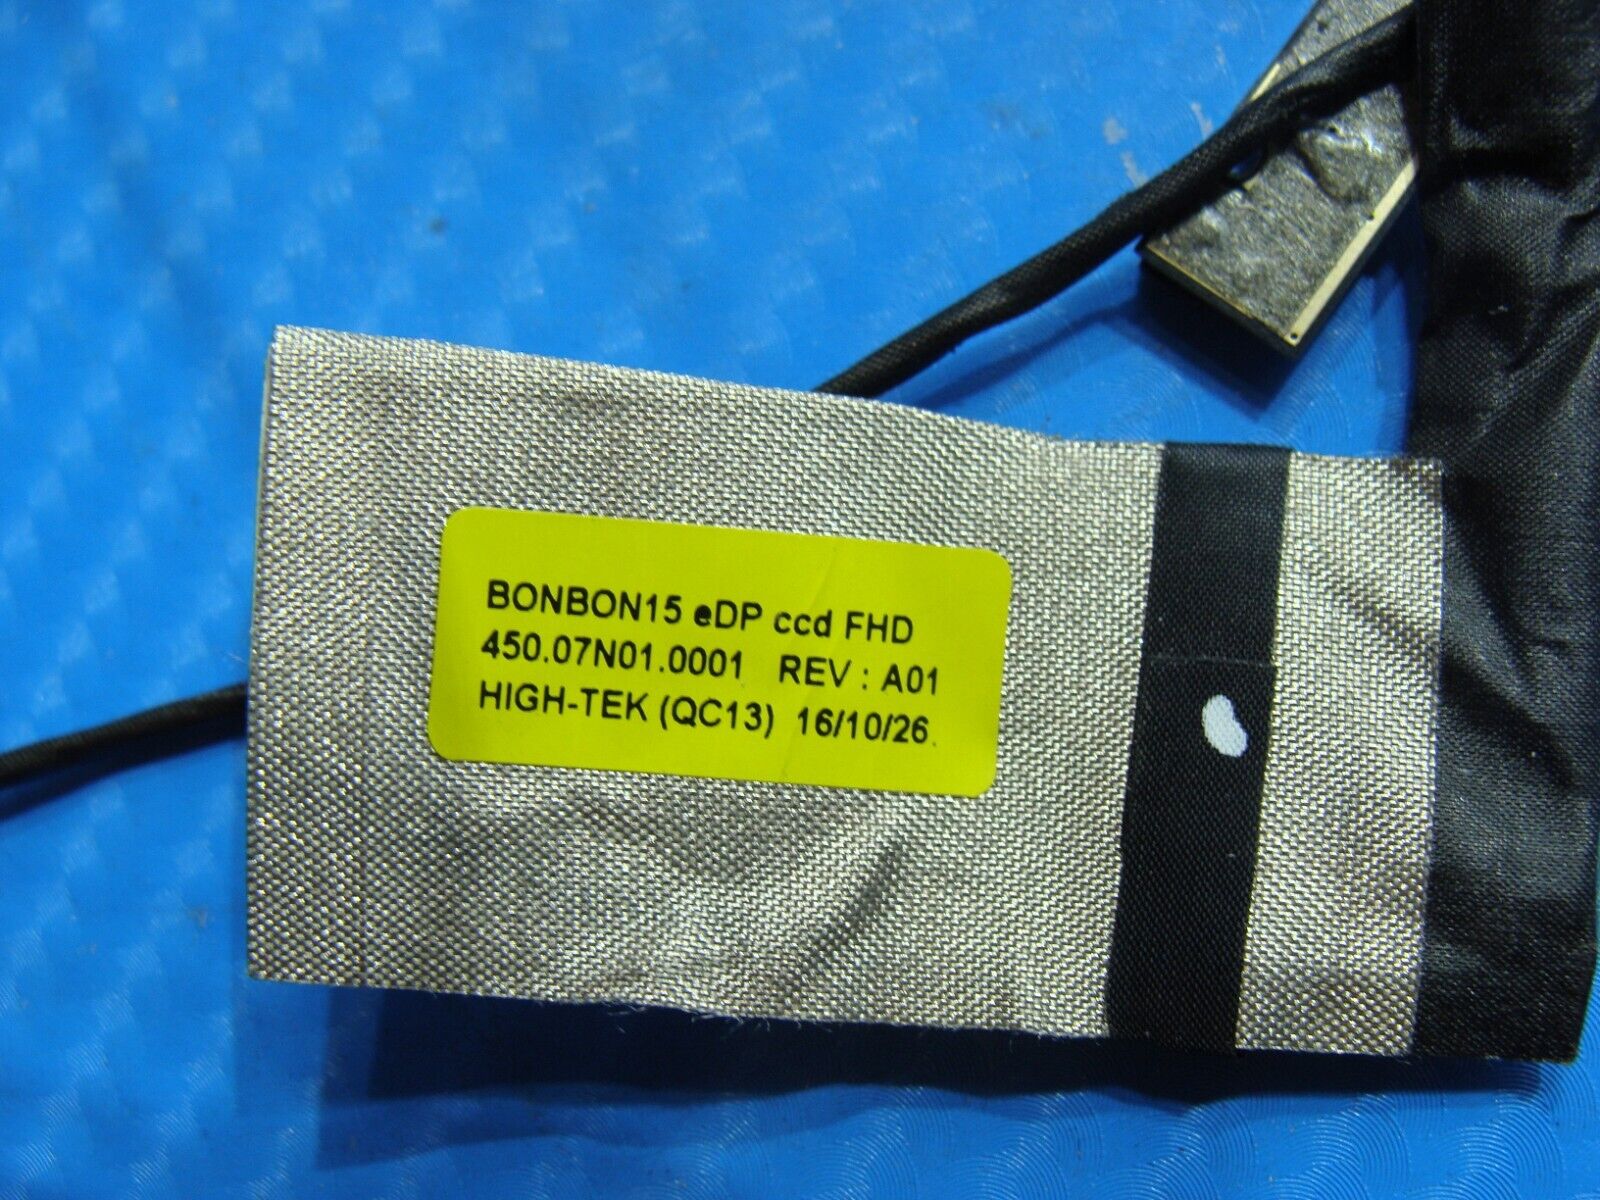 BONBON15 eDP ccd FHD
450.07N01.0001 REV : A01
HIGH-TEK (QC13) 16/10/26